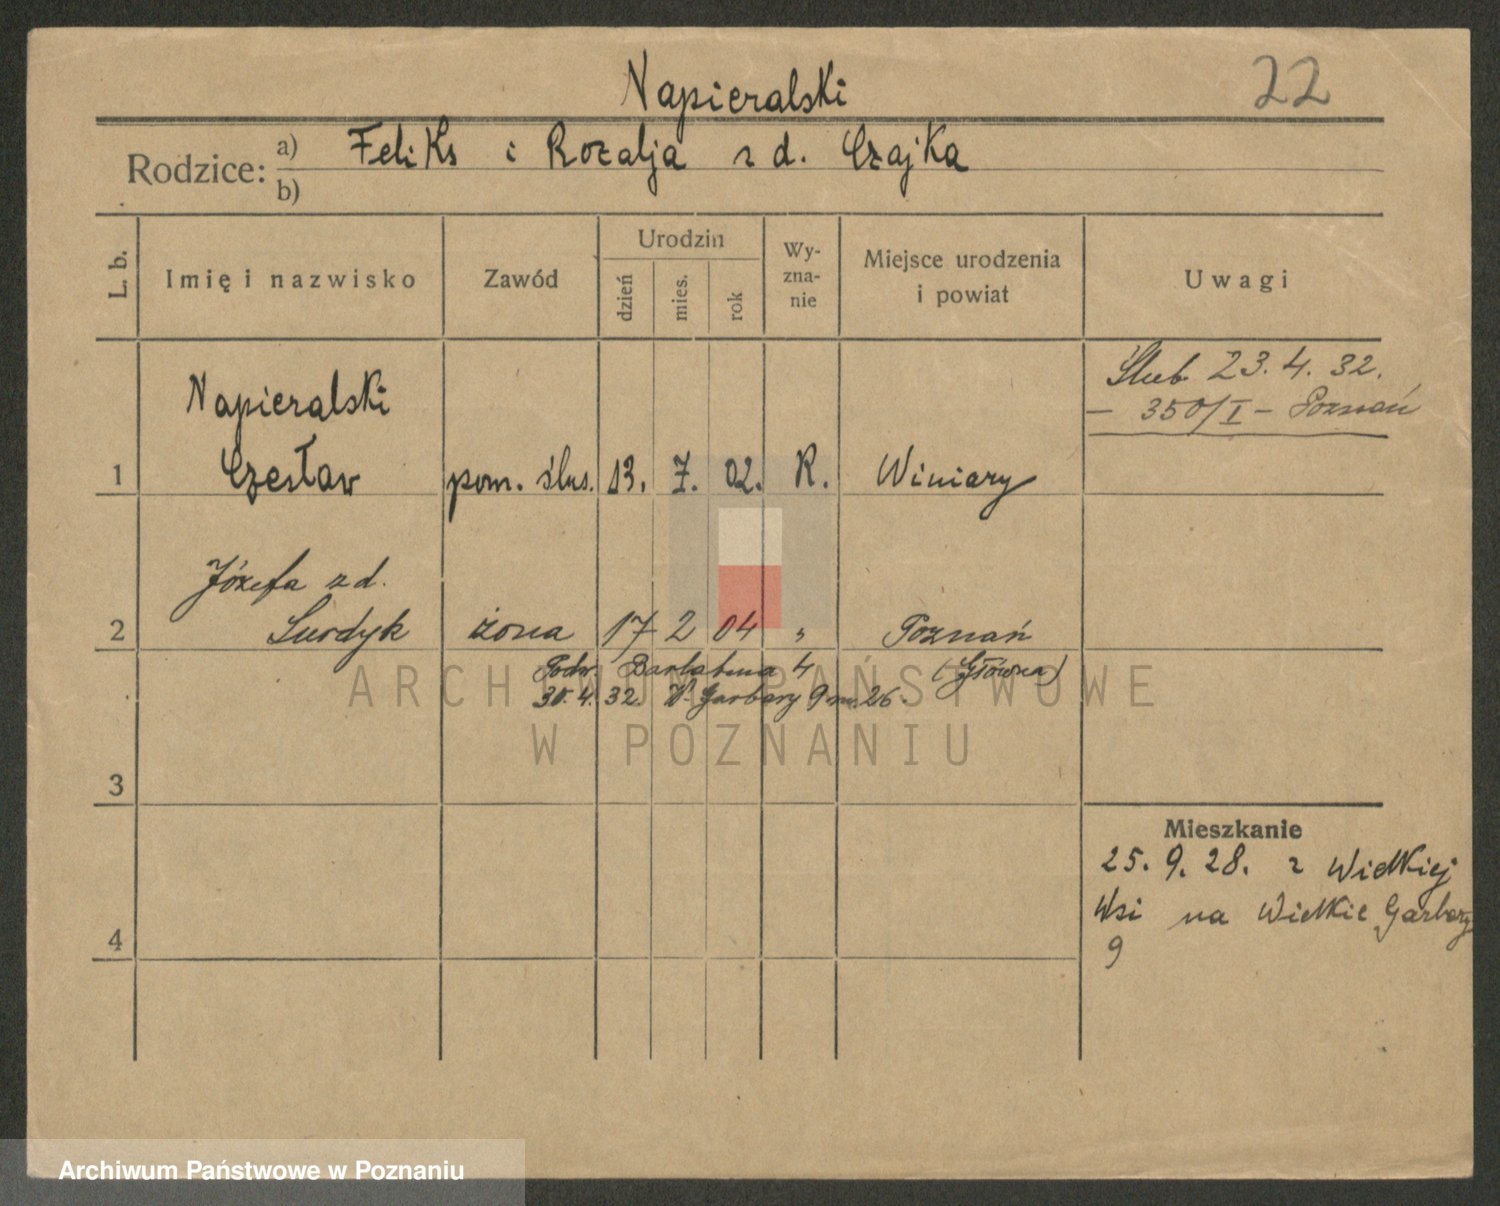 Napieralski
22
Rodzice:
a) Feliks i Rozalja z d. Czajka
b)
L. b.
Imię i nazwisko
Zawód
Urodzin
dzień
mies.
rok
Wy-
zna-
nie
Miejsce urodzenia
i powiat
Uwagi
Ślub 23. 4. 32.
– 350/I – Poznań
Napieralski
1 Czesław pom. ślus. 13. 7. 02. R. Winiary
Józefa z d.
2 Surdyk żona 17 2 04 " Poznań
(Główna)
Podw. 4
30. 4. 32 W. Garbary 9 m. 26.
3
4
Mieszkanie
25. 9. 28. z Wielkiej
Wsi na Wielkie Garbary
9
ARCHIWUM PAŃSTWOWE
W POZNANIU
Archiwum Państwowe w Poznaniu